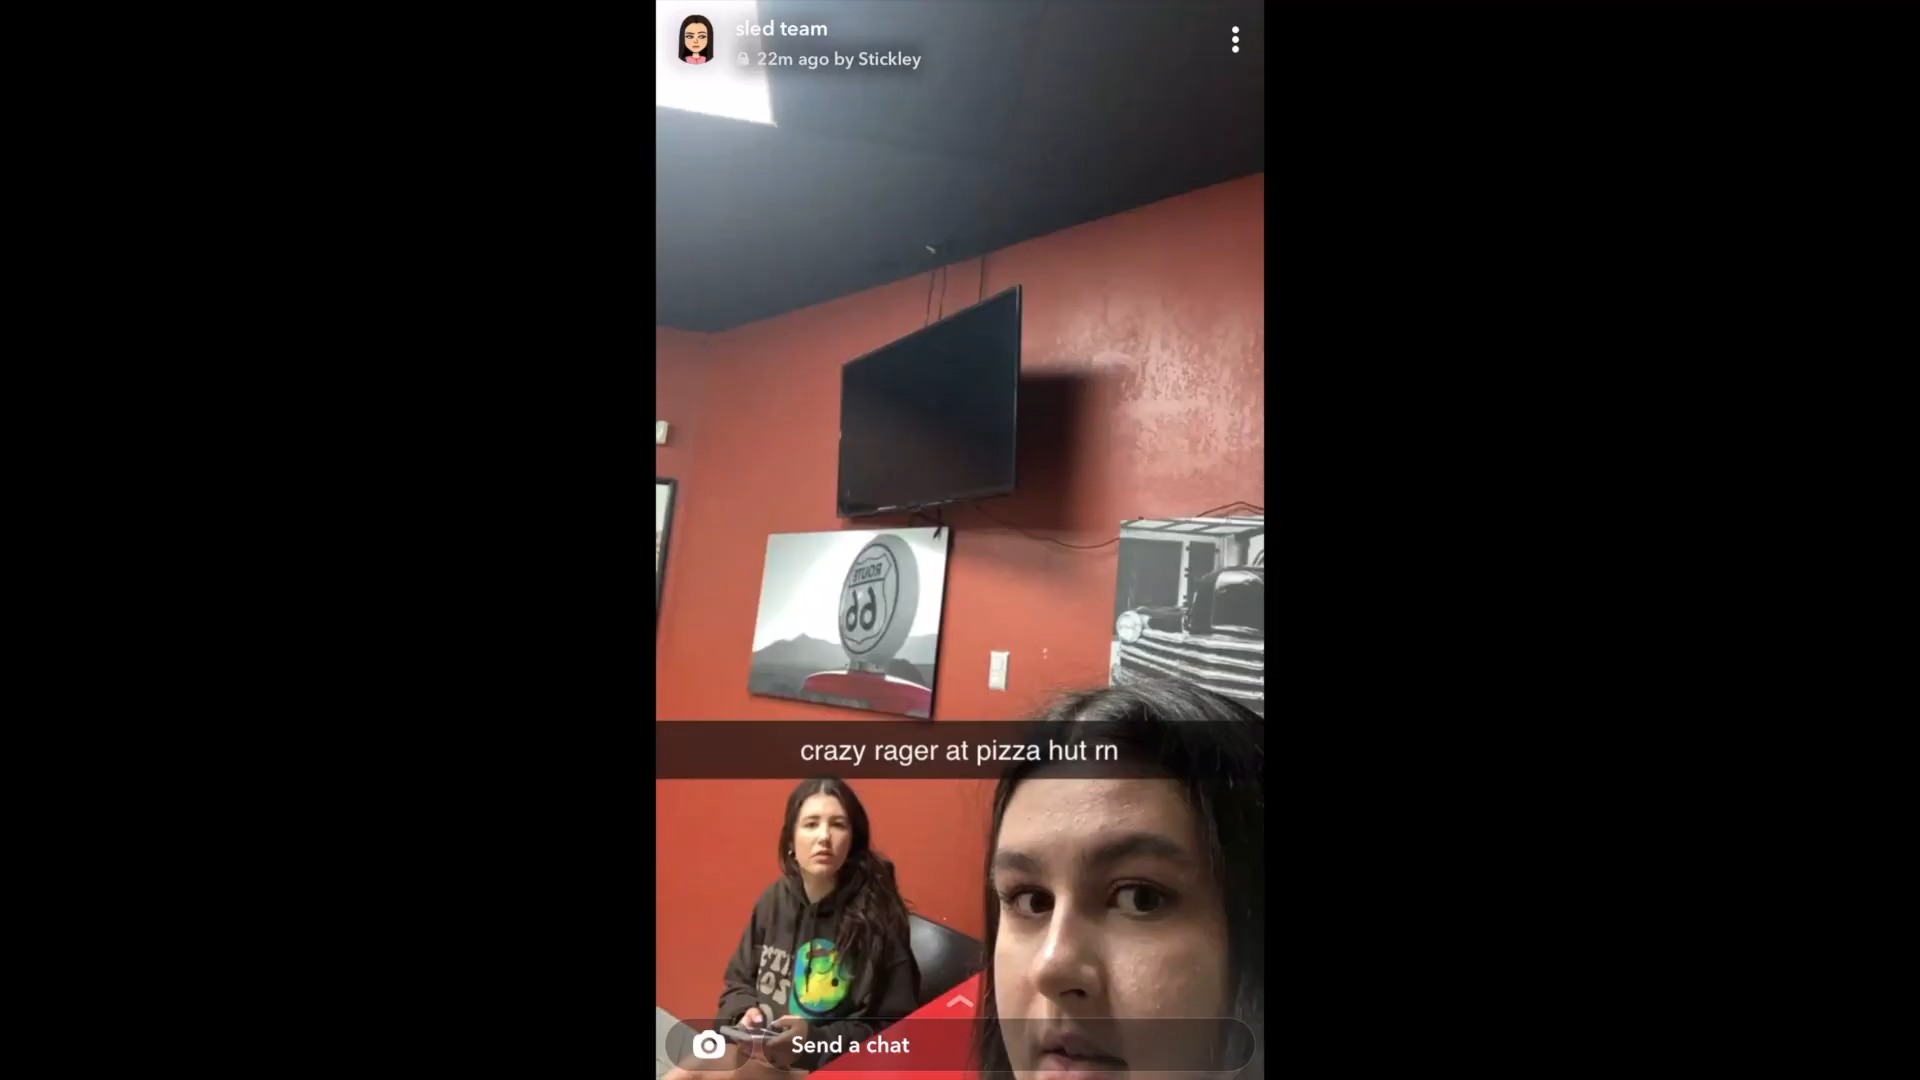 sled team
22m ago by Stickley
ROUTE
66
crazy rager at pizza hut rn
Send a chat